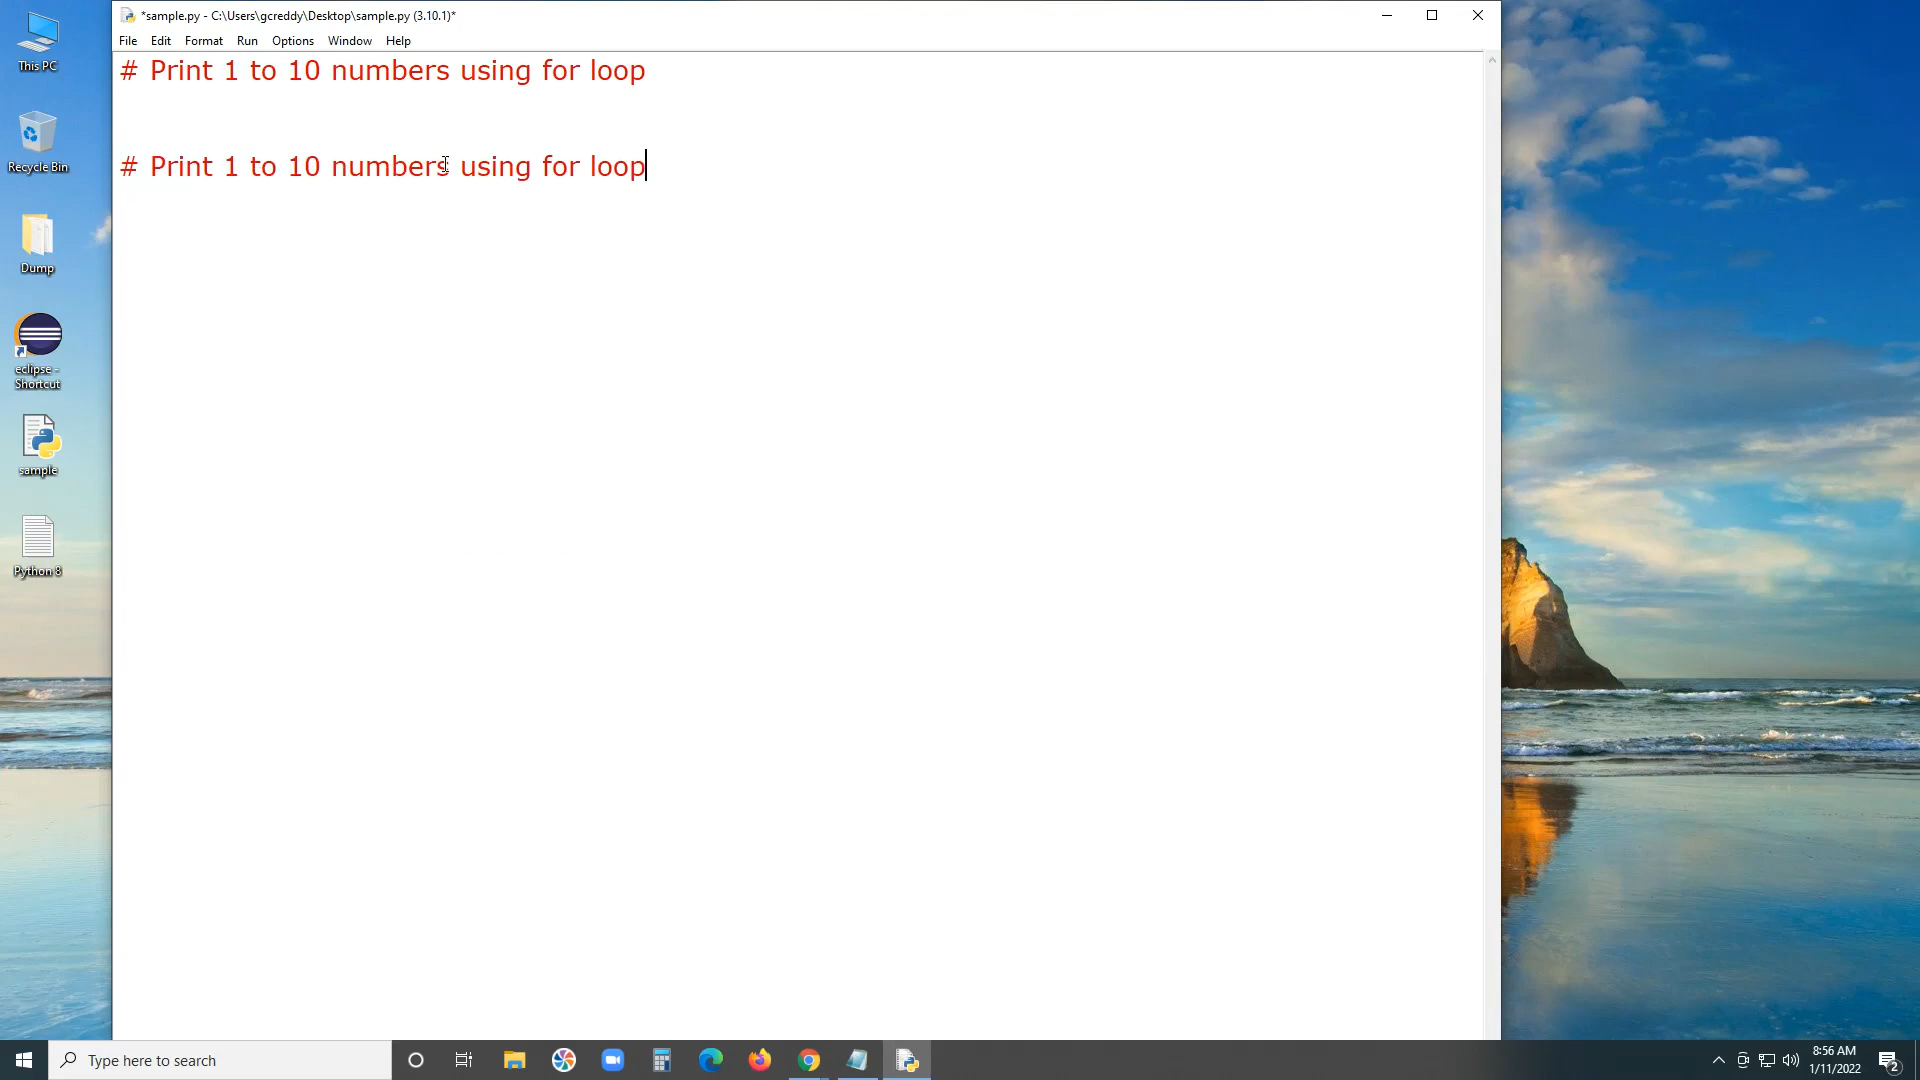 *sample.py - C:\Users\gcreddy\Desktop\sample.py (3.10.1)*
File Edit Format Run Options Window Help
# Print 1 to 10 numbers using for loop
# Print 1 to 10 numbers using for loop
This PC
Recycle Bin
Dump
eclipse -
Shortcut
sample
Python 8
Type here to search
8:56 AM
1/11/2022
2